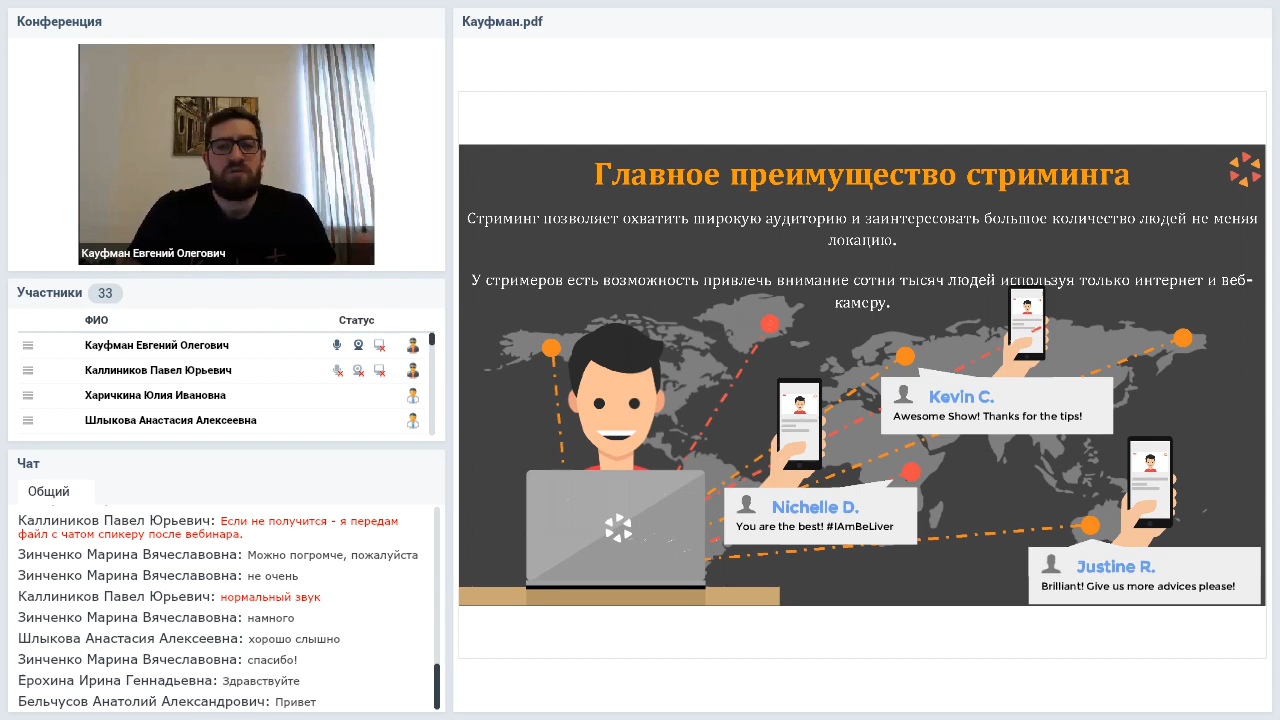 Конференция
Кауфман Евгений Олегович
Участники 33
ФИО Статус
Кауфман Евгений Олегович
Каллиников Павел Юрьевич
Харичкина Юлия Ивановна
Шлыкова Анастасия Алексеевна
Чат
Общий
Каллиников Павел Юрьевич: Если не получится - я передам
файл с чатом спикеру после вебинара.
Зинченко Марина Вячеславовна: Можно погромче, пожалуйста
Зинченко Марина Вячеславовна: не очень
Каллиников Павел Юрьевич: нормальный звук
Зинченко Марина Вячеславовна: намного
Шлыкова Анастасия Алексеевна: хорошо слышно
Зинченко Марина Вячеславовна: спасибо!
Ерохина Ирина Геннадьевна: Здравствуйте
Бельчусов Анатолий Александрович: Привет
Кауфман.pdf
Главное преимущество стриминга
Стриминг позволяет охватить широкую аудиторию и заинтересовать большое количество людей не меняя
локацию.
У стримеров есть возможность привлечь внимание сотни тысяч людей используя только интернет и веб-
камеру.
Kevin C.
Awesome Show! Thanks for the tips!
Nichelle D.
You are the best! #IAmBeLiver
Justine R.
Brilliant! Give us more advices please!